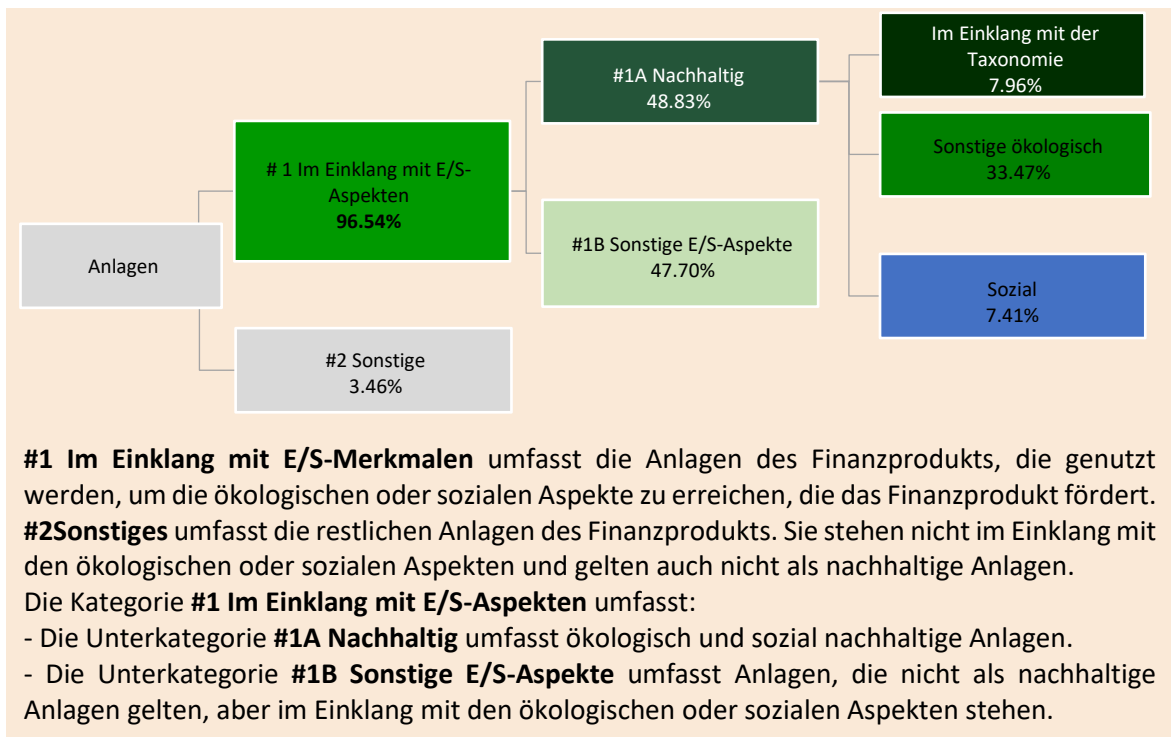 Anlagen
# 1 Im Einklang mit E/S-
Aspekten
96.54%
#2 Sonstige
3.46%
#1A Nachhaltig
48.83%
#1B Sonstige E/S-Aspekte
47.70%
Im Einklang mit der
Taxonomie
7.96%
Sonstige ökologisch
33.47%
Sozial
7.41%
#1 Im Einklang mit E/S-Merkmalen umfasst die Anlagen des Finanzprodukts, die genutzt
werden, um die ökologischen oder sozialen Aspekte zu erreichen, die das Finanzprodukt fördert.
#2Sonstiges umfasst die restlichen Anlagen des Finanzprodukts. Sie stehen nicht im Einklang mit
den ökologischen oder sozialen Aspekten und gelten auch nicht als nachhaltige Anlagen.
Die Kategorie #1 Im Einklang mit E/S-Aspekten umfasst:
- Die Unterkategorie #1A Nachhaltig umfasst ökologisch und sozial nachhaltige Anlagen.
- Die Unterkategorie #1B Sonstige E/S-Aspekte umfasst Anlagen, die nicht als nachhaltige
Anlagen gelten, aber im Einklang mit den ökologischen oder sozialen Aspekten stehen.